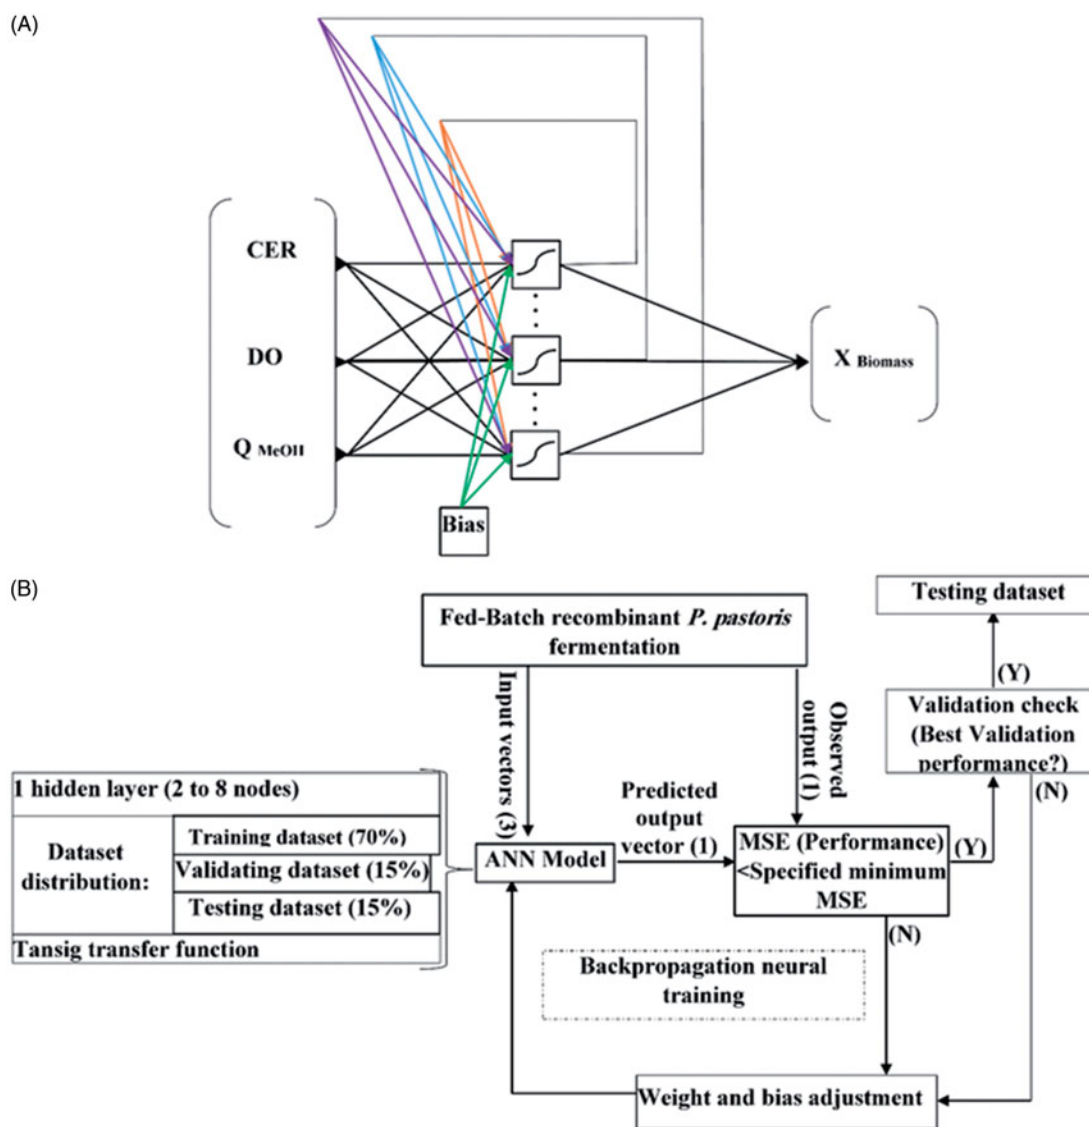 (A)
CER
DO
Q MeOH
X Biomass
Bias
(B)
Testing dataset
Fed-Batch recombinant P. pastoris
fermentation
(Y)
Input vectors (3)
Observed
output (1)
Validation check
(Best Validation
performance?)
(N)
1 hidden layer (2 to 8 nodes)
Dataset
distribution:
Training dataset (70%)
Validating dataset (15%)
Testing dataset (15%)
Tansig transfer function
ANN Model
Predicted
output
vector (1)
MSE (Performance)
<Specified minimum
MSE
(Y)
(N)
Backpropagation neural
training
Weight and bias adjustment